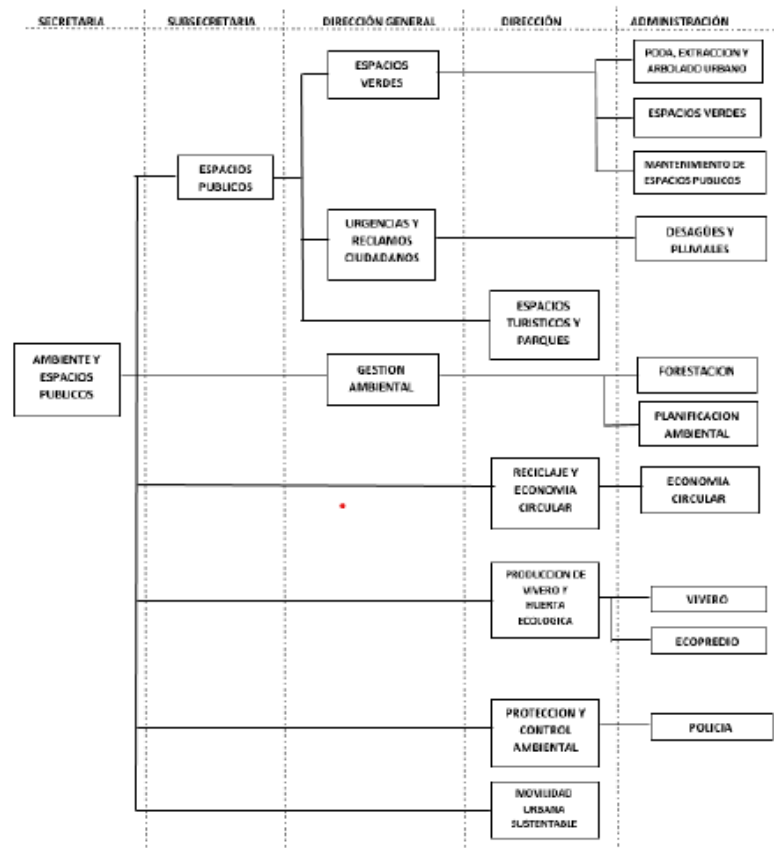 SECRETARIA SUBSECRETARIA DIRECCIÓN GENERAL DIRECCIÓN ADMINISTRACIÓN
ESPACIOS
VERDES
PODA, EXTRACCION Y
ARBOLADO URBANO
ESPACIOS VERDES
MANTENIMIENTO DE
ESPACIOS PUBLICOS
ESPACIOS
PUBLICOS
URGENCIAS Y
RECLAMOS
CIUDADANOS
DESAGÜES Y
PLUVIALES
ESPACIOS
TURISTICOS Y
PARQUES
AMBIENTE Y
ESPACIOS
PUBLICOS
GESTION
AMBIENTAL
FORESTACION
PLANIFICACION
AMBIENTAL
RECICLAJE Y
ECONOMIA
CIRCULAR
ECONOMIA
CIRCULAR
PRODUCCION DE
VIVERO Y
HUERTA
ECOLOGICA
VIVERO
ECOPREDIO
PROTECCION Y
CONTROL
AMBIENTAL
POLICIA
MOVILIDAD
URBANA
SUSTENTABLE